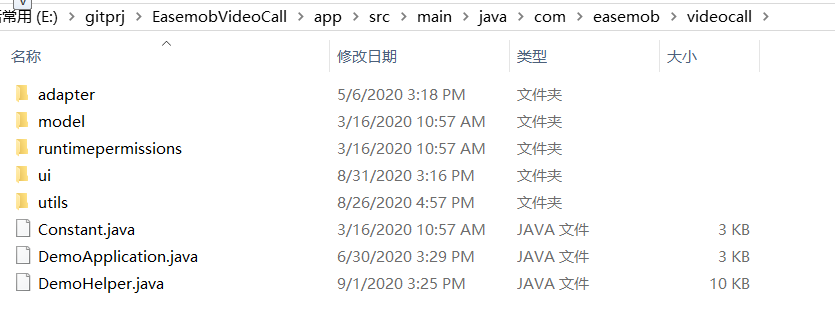 常用 (E:) > gitprj > EasemobVideoCall > app > src > main > java > com > easemob > videocall >
名称 修改日期 类型 大小
adapter 5/6/2020 3:18 PM 文件夹
model 3/16/2020 10:57 AM 文件夹
runtimepermissions 3/16/2020 10:57 AM 文件夹
ui 8/31/2020 3:16 PM 文件夹
utils 8/26/2020 4:57 PM 文件夹
Constant.java 3/16/2020 10:57 AM JAVA 文件 3 KB
DemoApplication.java 6/30/2020 3:29 PM JAVA 文件 3 KB
DemoHelper.java 9/1/2020 3:25 PM JAVA 文件 10 KB